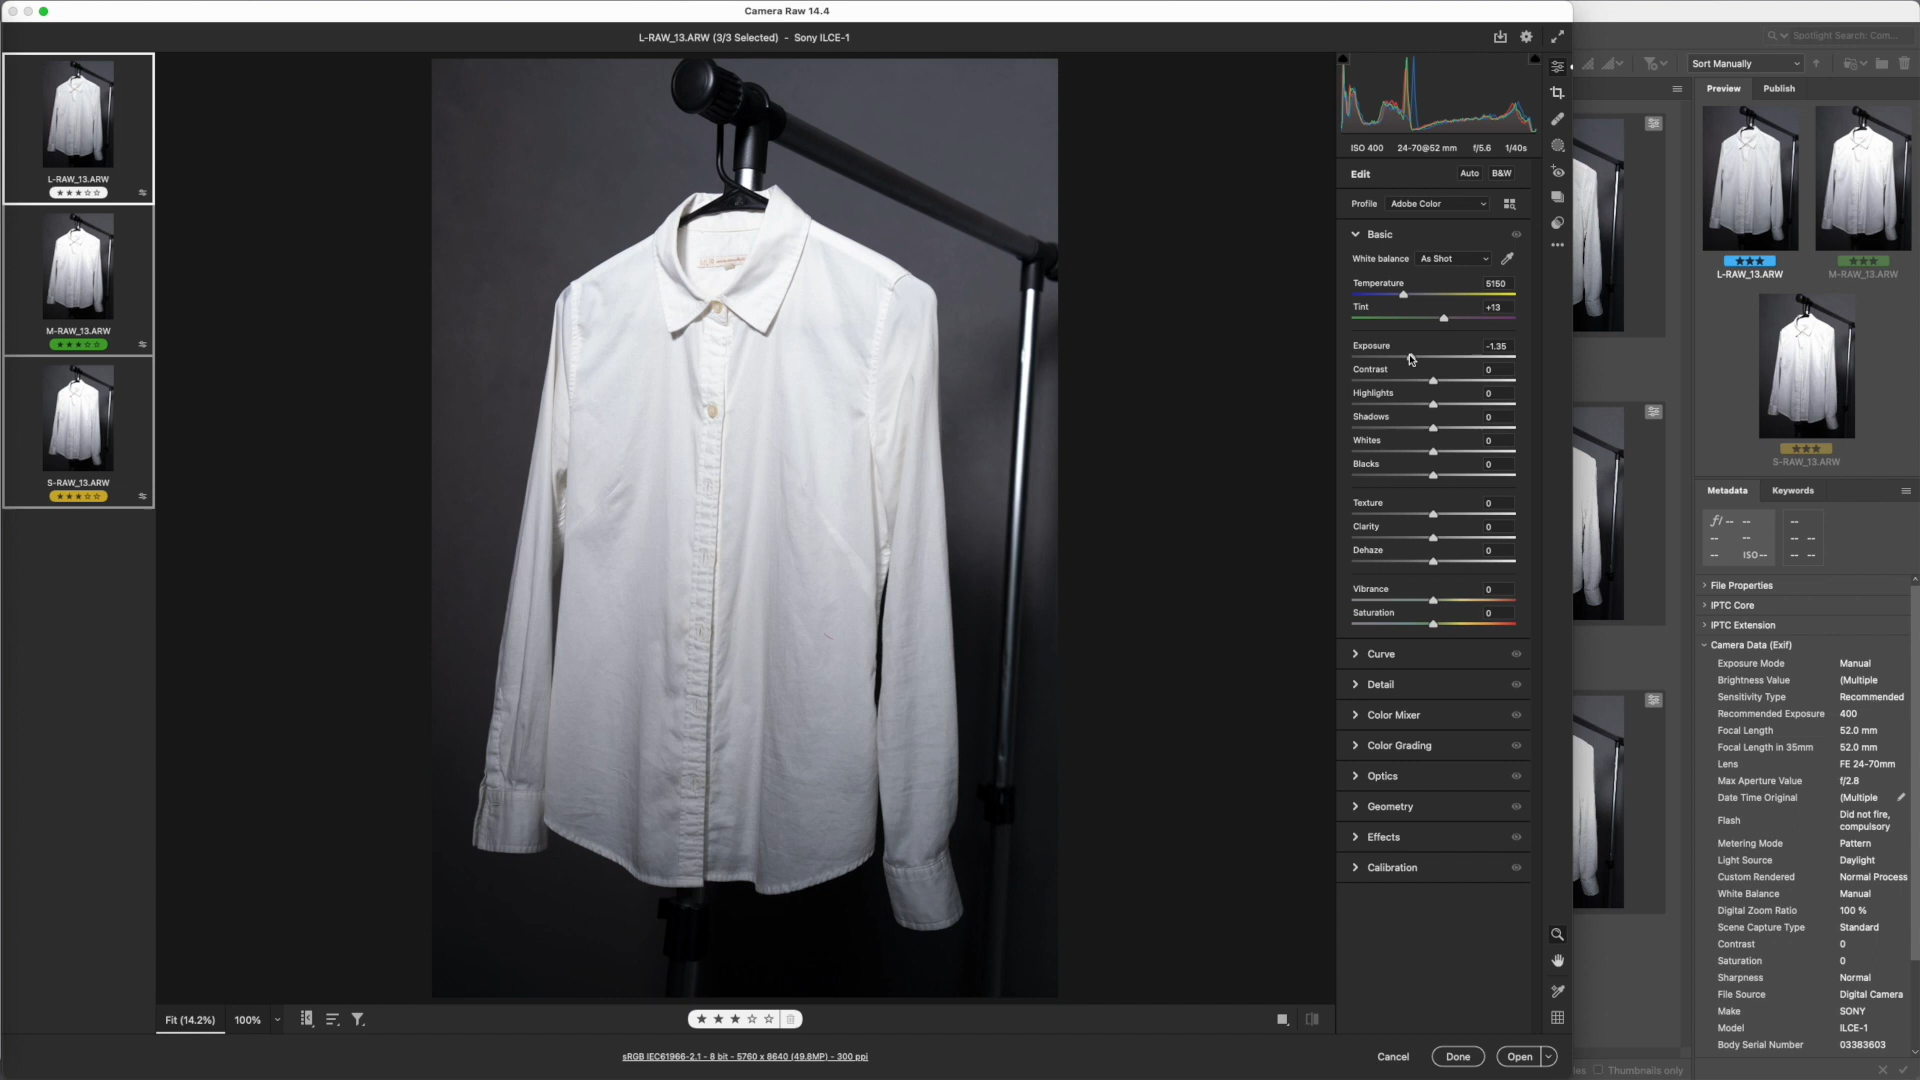 Camera Raw 14.4
L-RAW_13.ARW (3/3 Selected) - Sony ILCE-1
Spotlight Search: Com...
Sort Manually
L-RAW_13.ARW
M-RAW_13.ARW
S-RAW_13.ARW
ISO 400 24-70@52 mm f/5.6 1/40s
Edit Auto B&W
Profile Adobe Color
Basic
White balance As Shot
Temperature 5150
Tint +13
Exposure -1.35
Contrast 0
Highlights 0
Shadows 0
Whites 0
Blacks 0
Texture 0
Clarity 0
Dehaze 0
Vibrance 0
Saturation 0
Curve
Detail
Color Mixer
Color Grading
Optics
Geometry
Effects
Calibration
Fit (14.2%) 100%
sRGB IEC61966-2.1 - 8 bit - 5760 x 8640 (49.8MP) - 300 ppi
Cancel Done Open
Preview Publish
L-RAW_13.ARW M-RAW_13.ARW
S-RAW_13.ARW
Metadata Keywords
f/ -- -- --
-- -- -- --
-- ISO-- -- --
File Properties
IPTC Core
IPTC Extension
Camera Data (Exif)
Exposure Mode Manual
Brightness Value (Multiple
Sensitivity Type Recommended
Recommended Exposure 400
Focal Length 52.0 mm
Focal Length in 35mm 52.0 mm
Lens FE 24-70mm
Max Aperture Value f/2.8
Date Time Original (Multiple
Flash Did not fire,
compulsory
Metering Mode Pattern
Light Source Daylight
Custom Rendered Normal Process
White Balance Manual
Digital Zoom Ratio 100 %
Scene Capture Type Standard
Contrast 0
Saturation 0
Sharpness Normal
File Source Digital Camera
Make SONY
Model ILCE-1
Body Serial Number 03383603
Thumbnails only